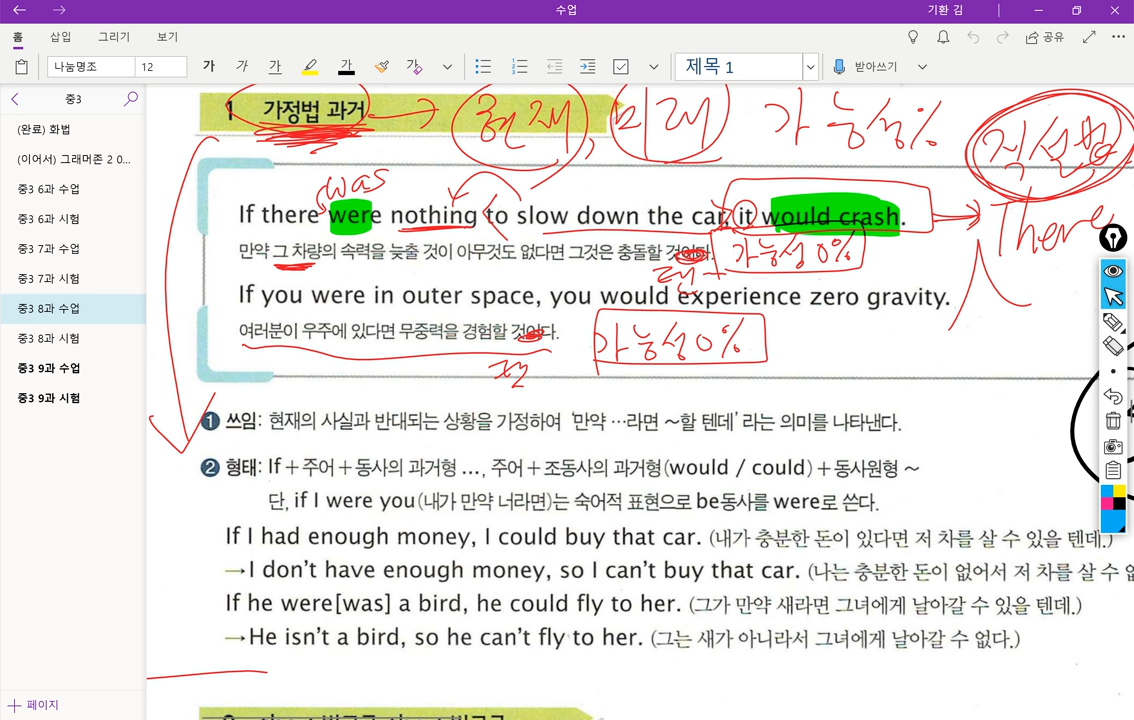 수업
기환 김
홈 삽입 그리기 보기
공유
나눔명조 12 가 가 가 가 가 가 제목 1 받아쓰기
중3
(완료) 화법
(이어서) 그래머존 2 0...
중3 6과 수업
중3 6과 시험
중3 7과 수업
중3 7과 시험
중3 8과 수업
중3 8과 시험
중3 9과 수업
중3 9과 시험
페이지
1 가정법 과거 → 현재, 미래 가능성%
직설법
was
If there were nothing to slow down the car, it would crash.
There
만약 그 차량의 속력을 늦출 것이 아무것도 없다면 그것은 충돌할 것이다.
가능성 0%
If you were in outer space, you would experience zero gravity.
여러분이 우주에 있다면 무중력을 경험할 것이다.
가능성 0%
1 쓰임: 현재의 사실과 반대되는 상황을 가정하여 ‘만약 …라면 ~할 텐데’라는 의미를 나타낸다.
2 형태: If + 주어 + 동사의 과거형 …, 주어 + 조동사의 과거형(would / could) + 동사원형 ~
단, if I were you(내가 만약 너라면)는 숙어적 표현으로 be동사를 were로 쓴다.
If I had enough money, I could buy that car. (내가 충분한 돈이 있다면 저 차를 살 수 있을 텐데.)
→ I don’t have enough money, so I can’t buy that car. (나는 충분한 돈이 없어서 저 차를 살 수 없
If he were[was] a bird, he could fly to her. (그가 만약 새라면 그녀에게 날아갈 수 있을 텐데.)
→ He isn’t a bird, so he can’t fly to her. (그는 새가 아니라서 그녀에게 날아갈 수 없다.)